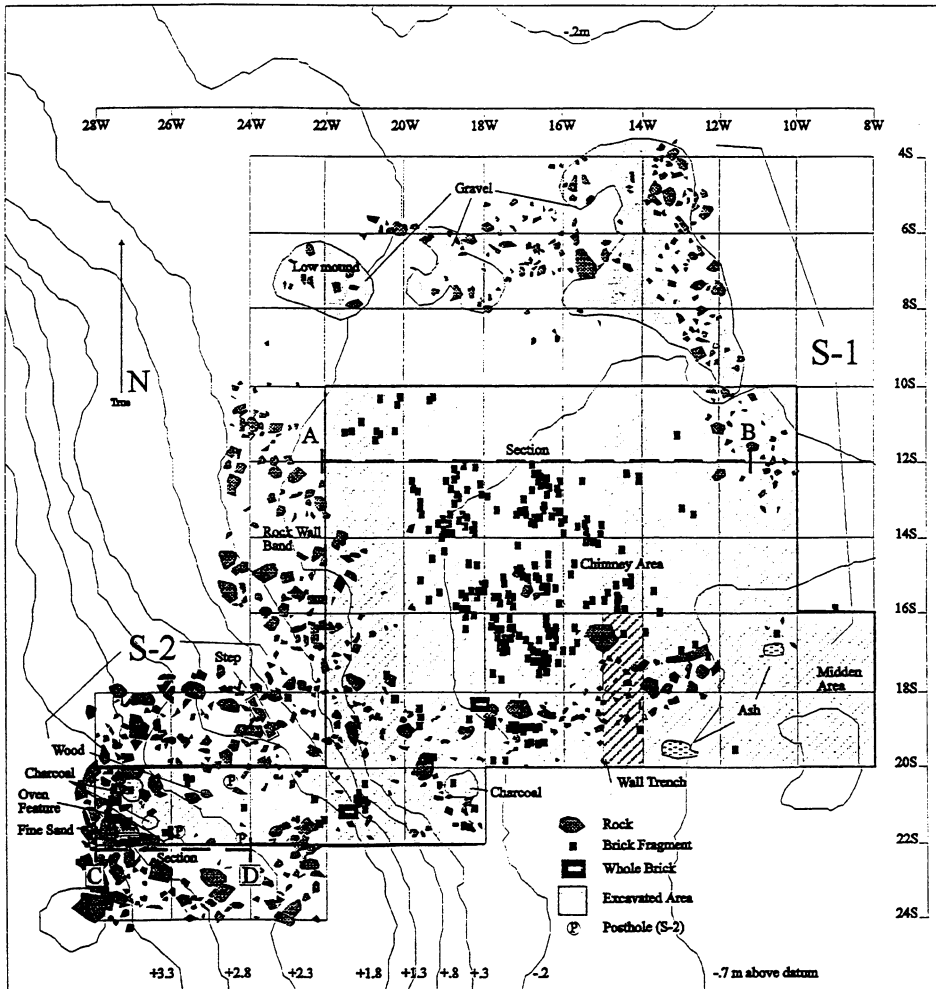 -.2m
28W 26W 24W 22W 20W 18W 16W 14W 12W 10W 8W
4S
Gravel
6S
Low mound
8S
S-1
N
True
10S
A
B
Section
12S
Rock Wall
Band
14S
Chimney Area
16S
S-2
Step
Midden
Area
18S
Ash
Wood
20S
P
Charcoal
Charcoal
Wall Trench
Oven
Feature
Fine Sand
P
P
22S
Section
C
D
24S
Rock
Brick Fragment
Whole Brick
Excavated Area
P Posthole (S-2)
+3.3 +2.8 +2.3 +1.8 +1.3 +.8 +.3 -.2 -.7 m above datum